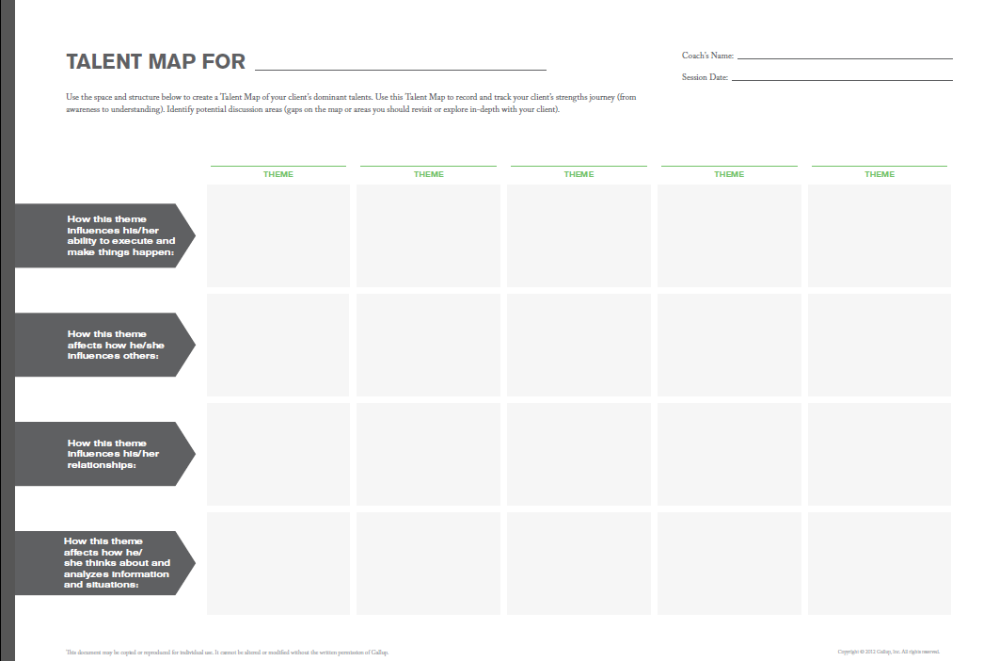 TALENT MAP FOR
Coach's Name:
Session Date:
Use the space and structure below to create a Talent Map of your client's dominant talents. Use this Talent Map to record and track your client's strengths journey (from
awareness to understanding). Identify potential discussion areas (gaps on the map or areas you should revisit or explore in-depth with your client).
THEME THEME THEME THEME THEME
How this theme
influences his/her
ability to execute and
make things happen:
How this theme
affects how he/she
influences others:
How this theme
influences his/her
relationships:
How this theme
affects how he/
she thinks about and
analyzes information
and situations:
This document may be copied or reproduced for individual use. It cannot be altered or modified without the written permission of Gallup.
Copyright © 2012 Gallup, Inc. All rights reserved.